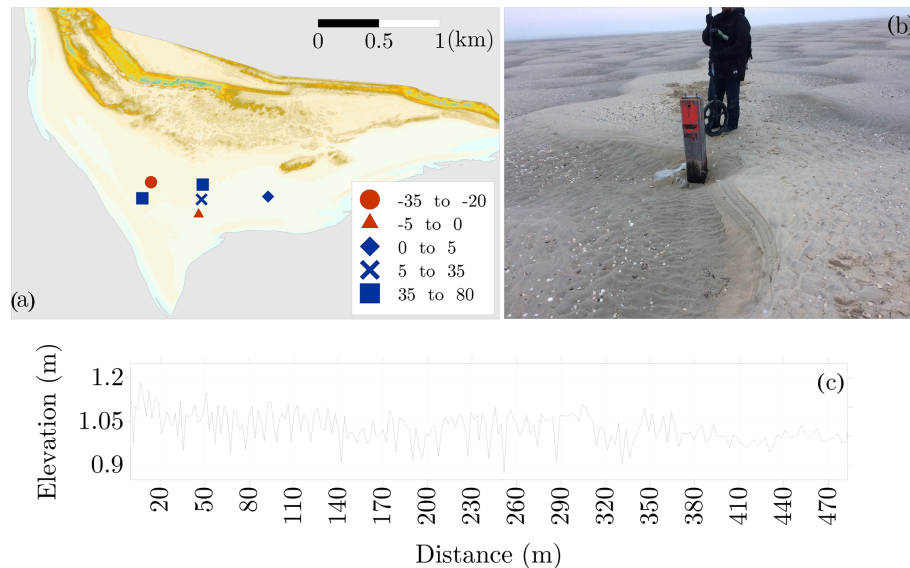 0 0.5 1 (km)
-35 to -20
-5 to 0
0 to 5
5 to 35
35 to 80
(a)
(b)
(c)
Elevation (m)
1.2
1.05
0.9
20 50 80 110 140 170 200 230 260 290 320 350 380 410 440 470
Distance (m)